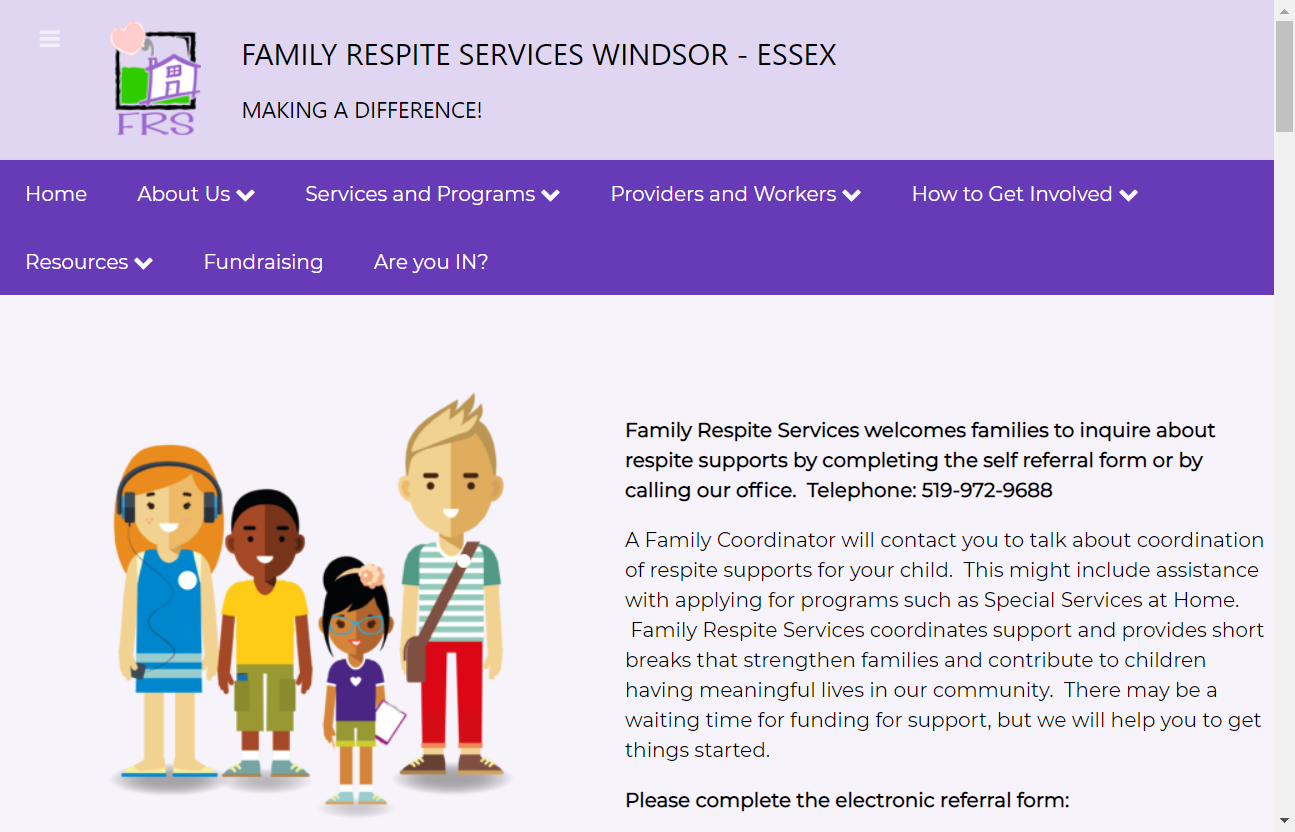 FAMILY RESPITE SERVICES WINDSOR - ESSEX
MAKING A DIFFERENCE!
FRS
Home About Us Services and Programs Providers and Workers How to Get Involved
Resources Fundraising Are you IN?
Family Respite Services welcomes families to inquire about
respite supports by completing the self referral form or by
calling our office.  Telephone: 519-972-9688
A Family Coordinator will contact you to talk about coordination
of respite supports for your child.  This might include assistance
with applying for programs such as Special Services at Home.
Family Respite Services coordinates support and provides short
breaks that strengthen families and contribute to children
having meaningful lives in our community.  There may be a
waiting time for funding for support, but we will help you to get
things started.
Please complete the electronic referral form: